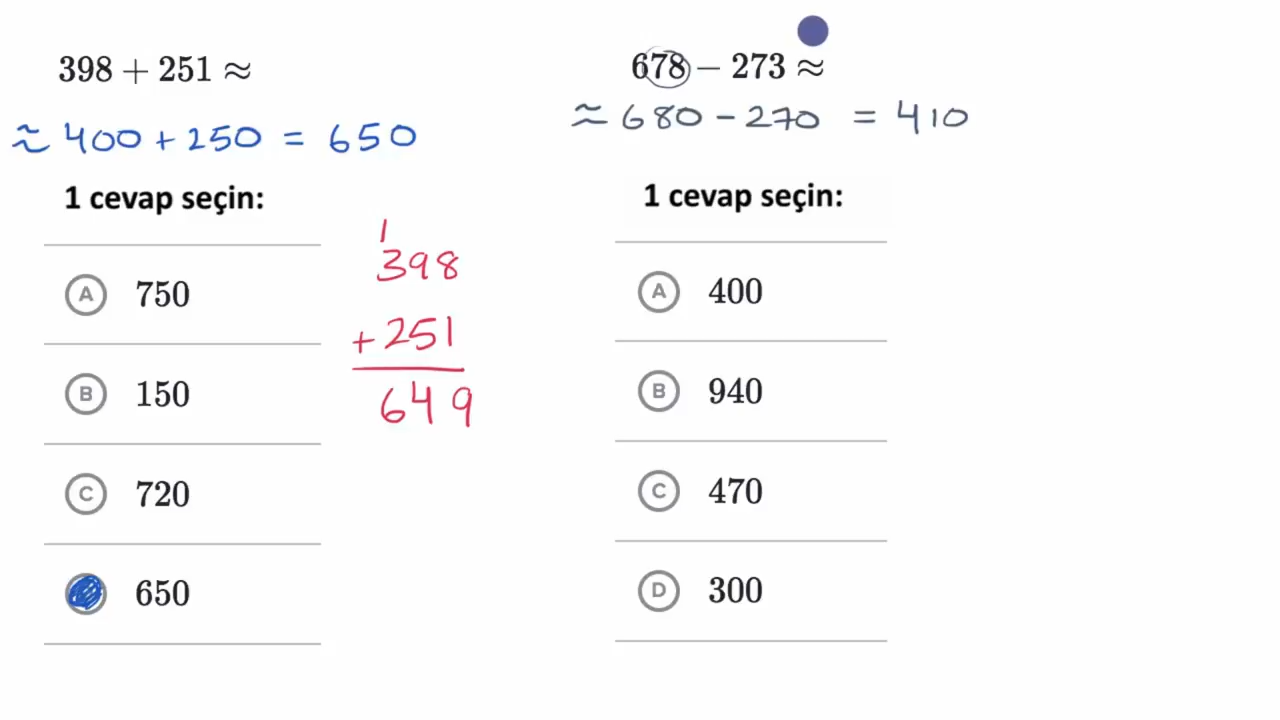 398 + 251 ≈
≈ 400 + 250 = 650
1 cevap seçin:
A 750
B 150
C 720
650
1
398
+ 251
649
678 − 273 ≈
≈ 680 − 270 = 410
1 cevap seçin:
A 400
B 940
C 470
D 300